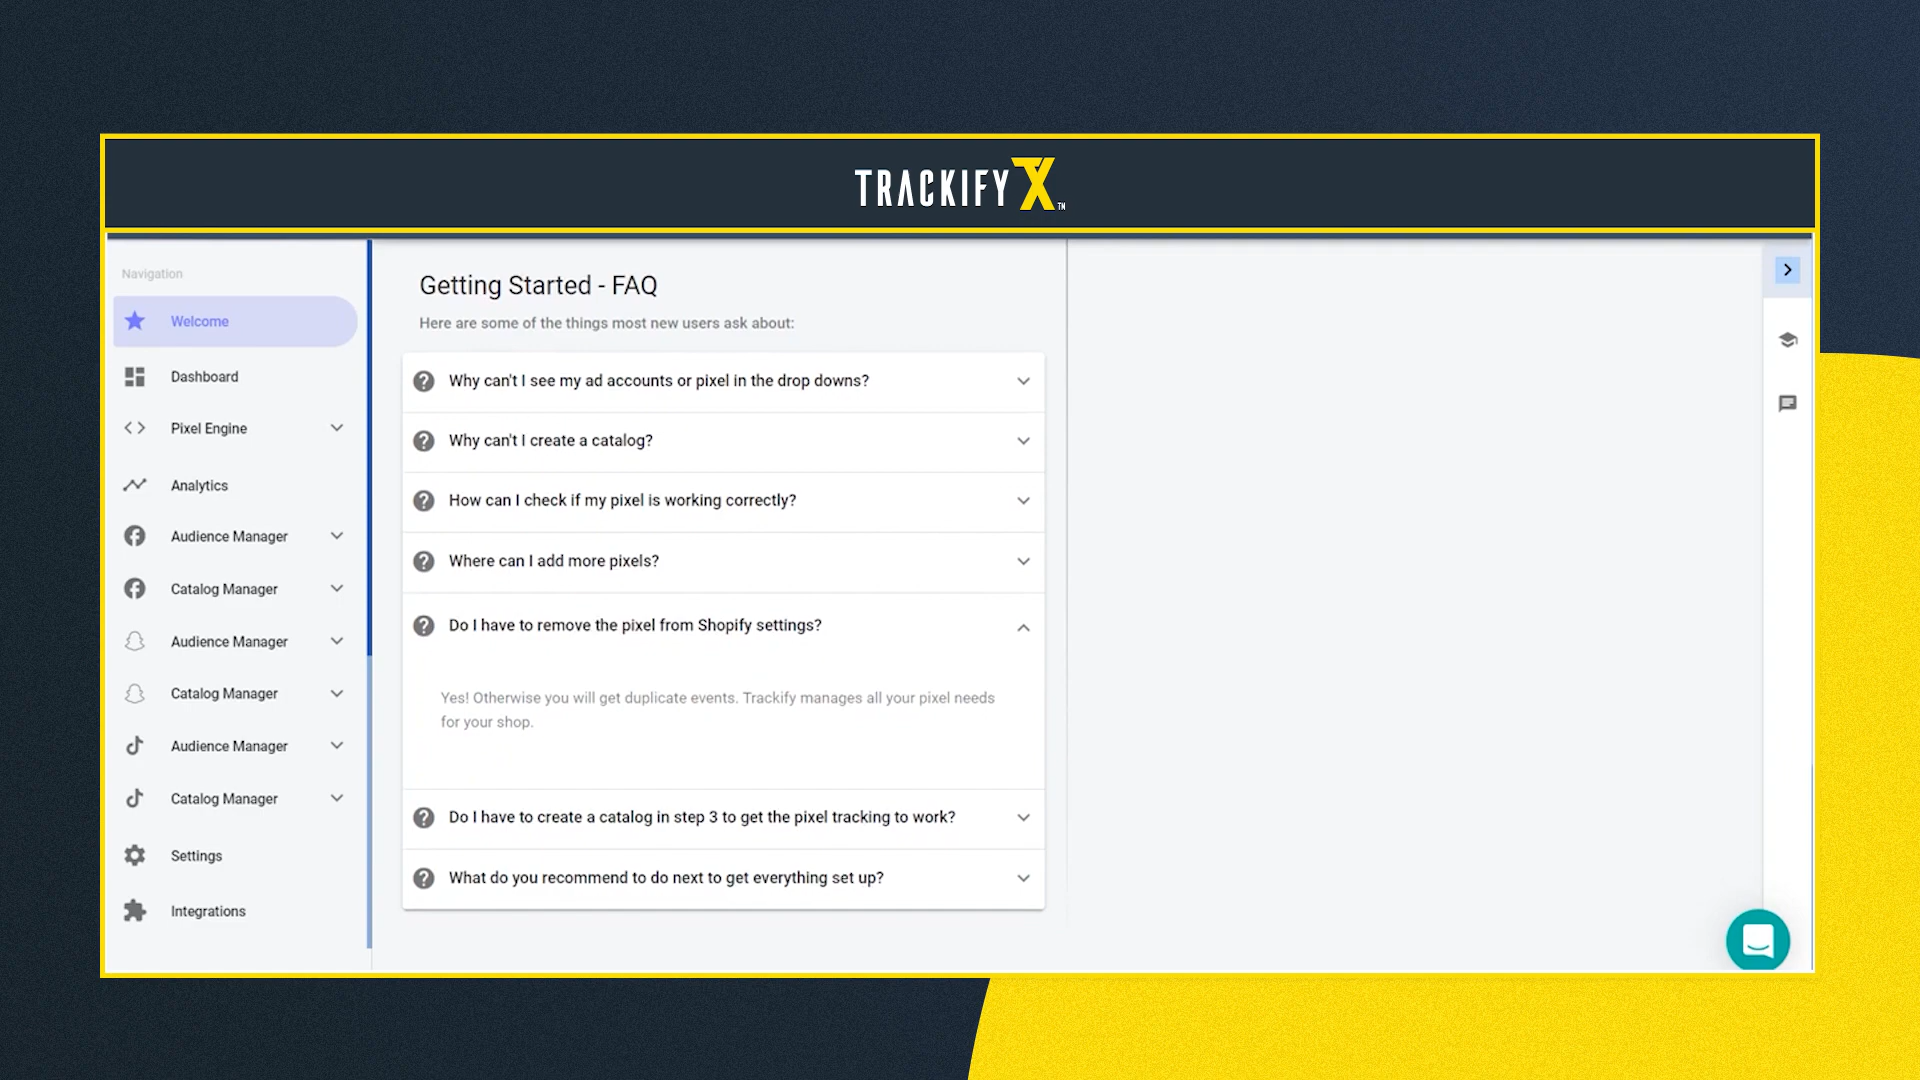 TRACKIFY X ™
Navigation
Welcome
Dashboard
Pixel Engine
Analytics
Audience Manager
Catalog Manager
Audience Manager
Catalog Manager
Audience Manager
Catalog Manager
Settings
Integrations
Getting Started - FAQ
Here are some of the things most new users ask about:
Why can't I see my ad accounts or pixel in the drop downs?
Why can't I create a catalog?
How can I check if my pixel is working correctly?
Where can I add more pixels?
Do I have to remove the pixel from Shopify settings?
Yes! Otherwise you will get duplicate events. Trackify manages all your pixel needs
for your shop.
Do I have to create a catalog in step 3 to get the pixel tracking to work?
What do you recommend to do next to get everything set up?